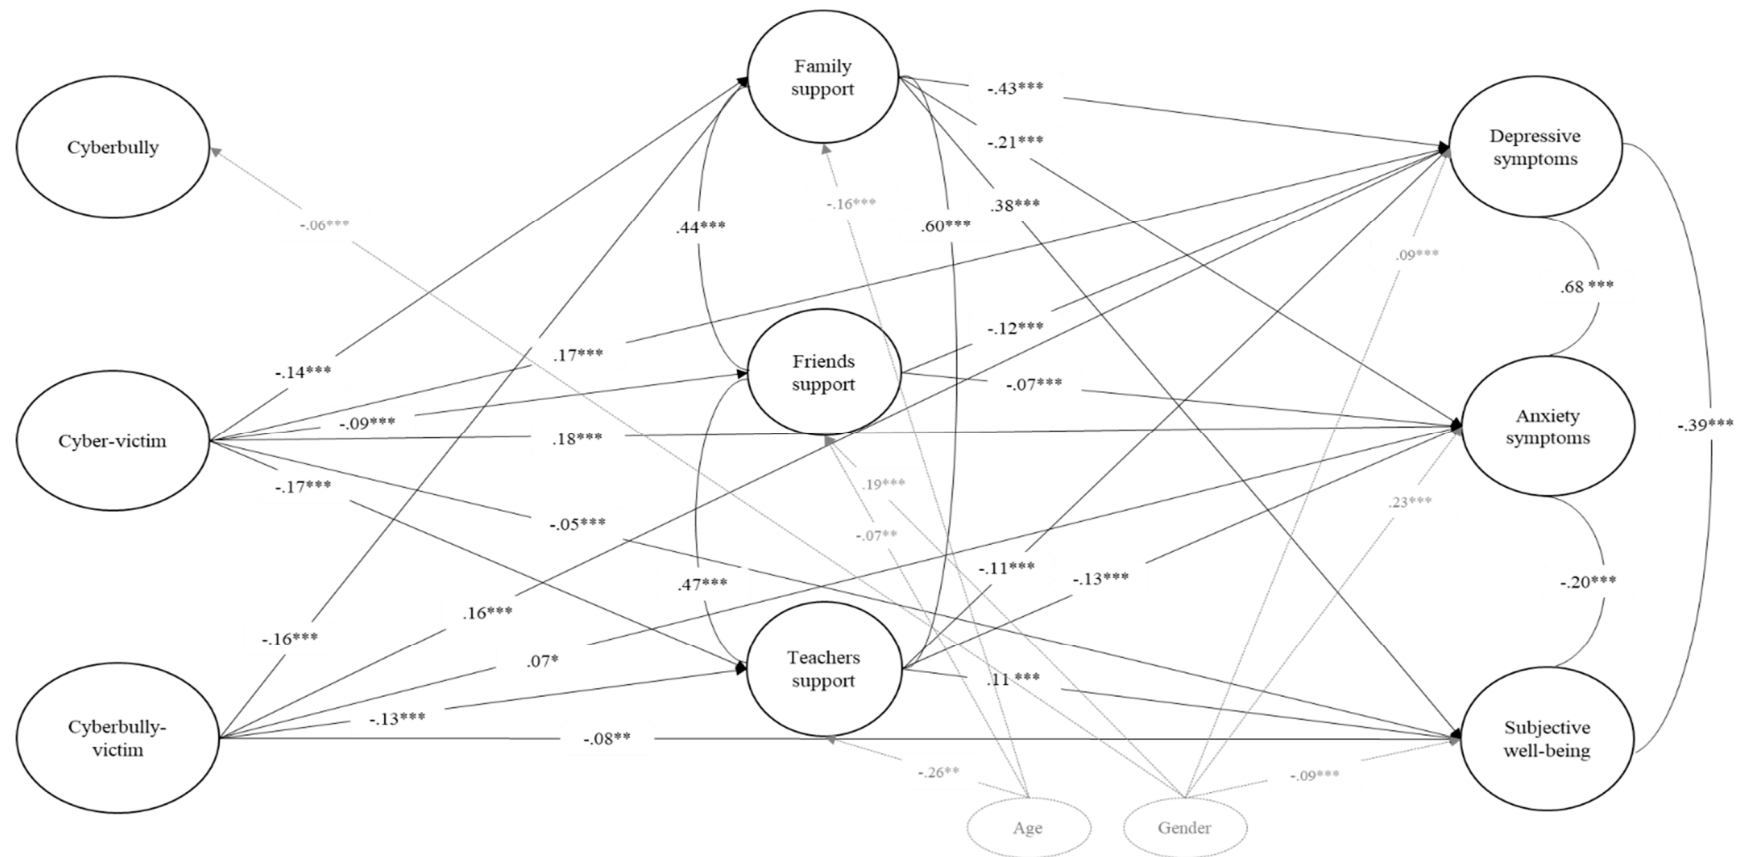 Family
support
-.43***
Depressive
symptoms
Cyberbully
-.21***
-.16***
.38***
-.06***
.44***
.60***
.09***
.68 ***
-.12***
.17***
Friends
support
-.14***
-.07***
Cyber-victim
-.09***
.18***
Anxiety
symptoms
-.39***
-.17***
.19***
.23***
-.05***
-.07**
-.11***
-.13***
.47***
-.20***
.16***
-.16***
.07*
Teachers
support
.11 ***
-.13***
Cyberbully-
victim
-.08**
Subjective
well-being
-.26**
-.09***
Age
Gender